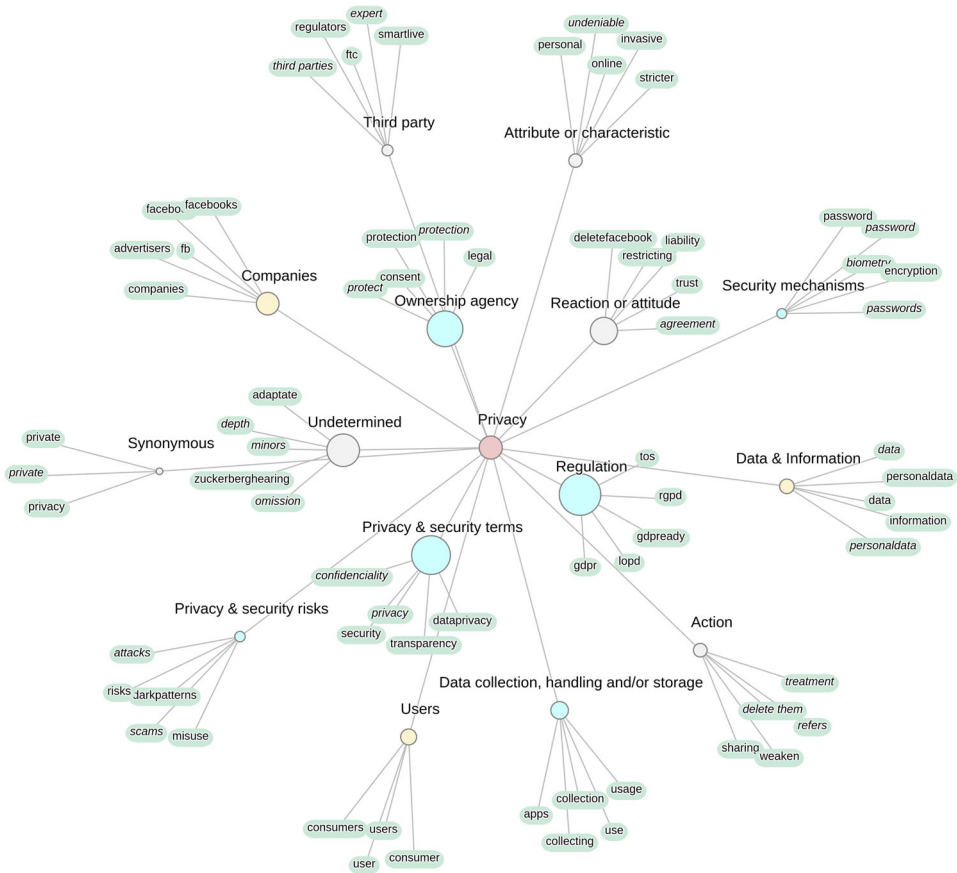 expert
undeniable
regulators
smartlive
personal
invasive
ftc
third parties
online
stricter
Third party
Attribute or characteristic
facebooks
password
protection
protection
password
deletefacebook
liability
advertisers
fb
restricting
legal
biometry
encryption
Companies
consent
Security mechanisms
companies
protect
trust
Ownership agency
Reaction or attitude
passwords
agreement
adaptate
Privacy
depth
Undetermined
private
Synonymous
minors
tos
data
Data & Information
Regulation
private
zuckerberghearing
personaldata
rgpd
privacy
omission
data
information
Privacy & security terms
gdpready
personaldata
lopd
gdpr
confidenciality
Privacy & security risks
privacy
dataprivacy
Action
security
transparency
attacks
Data collection, handling and/or storage
treatment
risks
darkpatterns
Users
delete them
refers
scams
misuse
sharing
weaken
usage
collection
apps
consumers
users
use
collecting
user
consumer